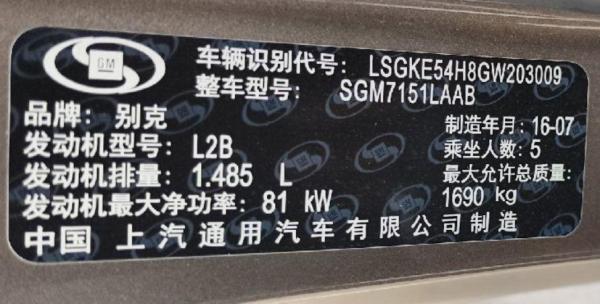 GM
车辆识别代号: LSGKE54H8GW203009
整车型号: SGM7151LAAB
品牌: 别克
制造年月: 16-07
发动机型号: L2B
乘坐人数: 5
发动机排量: 1.485 L
最大允许总质量:
1690 kg
发动机最大净功率: 81 kW
中国 上汽通用汽车有限公司制造